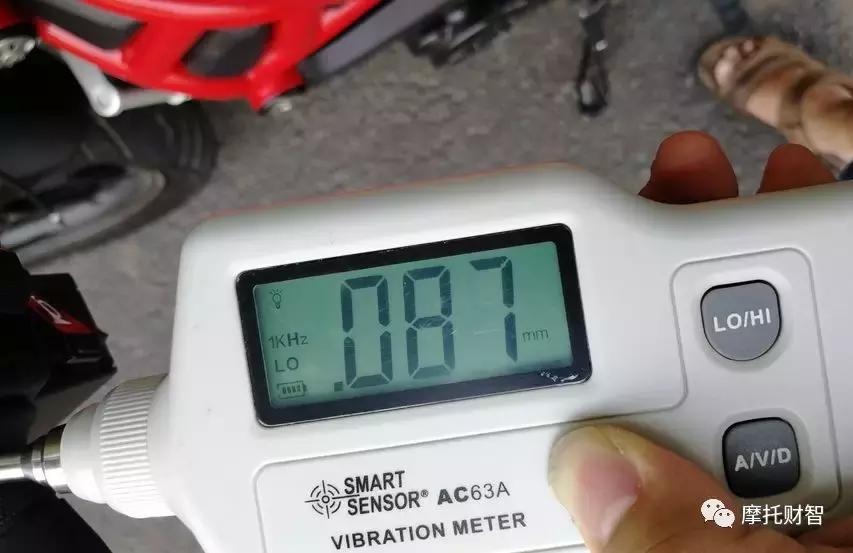 1KHz
LO
.087 mm
LO/HI
A/V/D
SMART
SENSOR® AC63A
VIBRATION METER
摩托财智